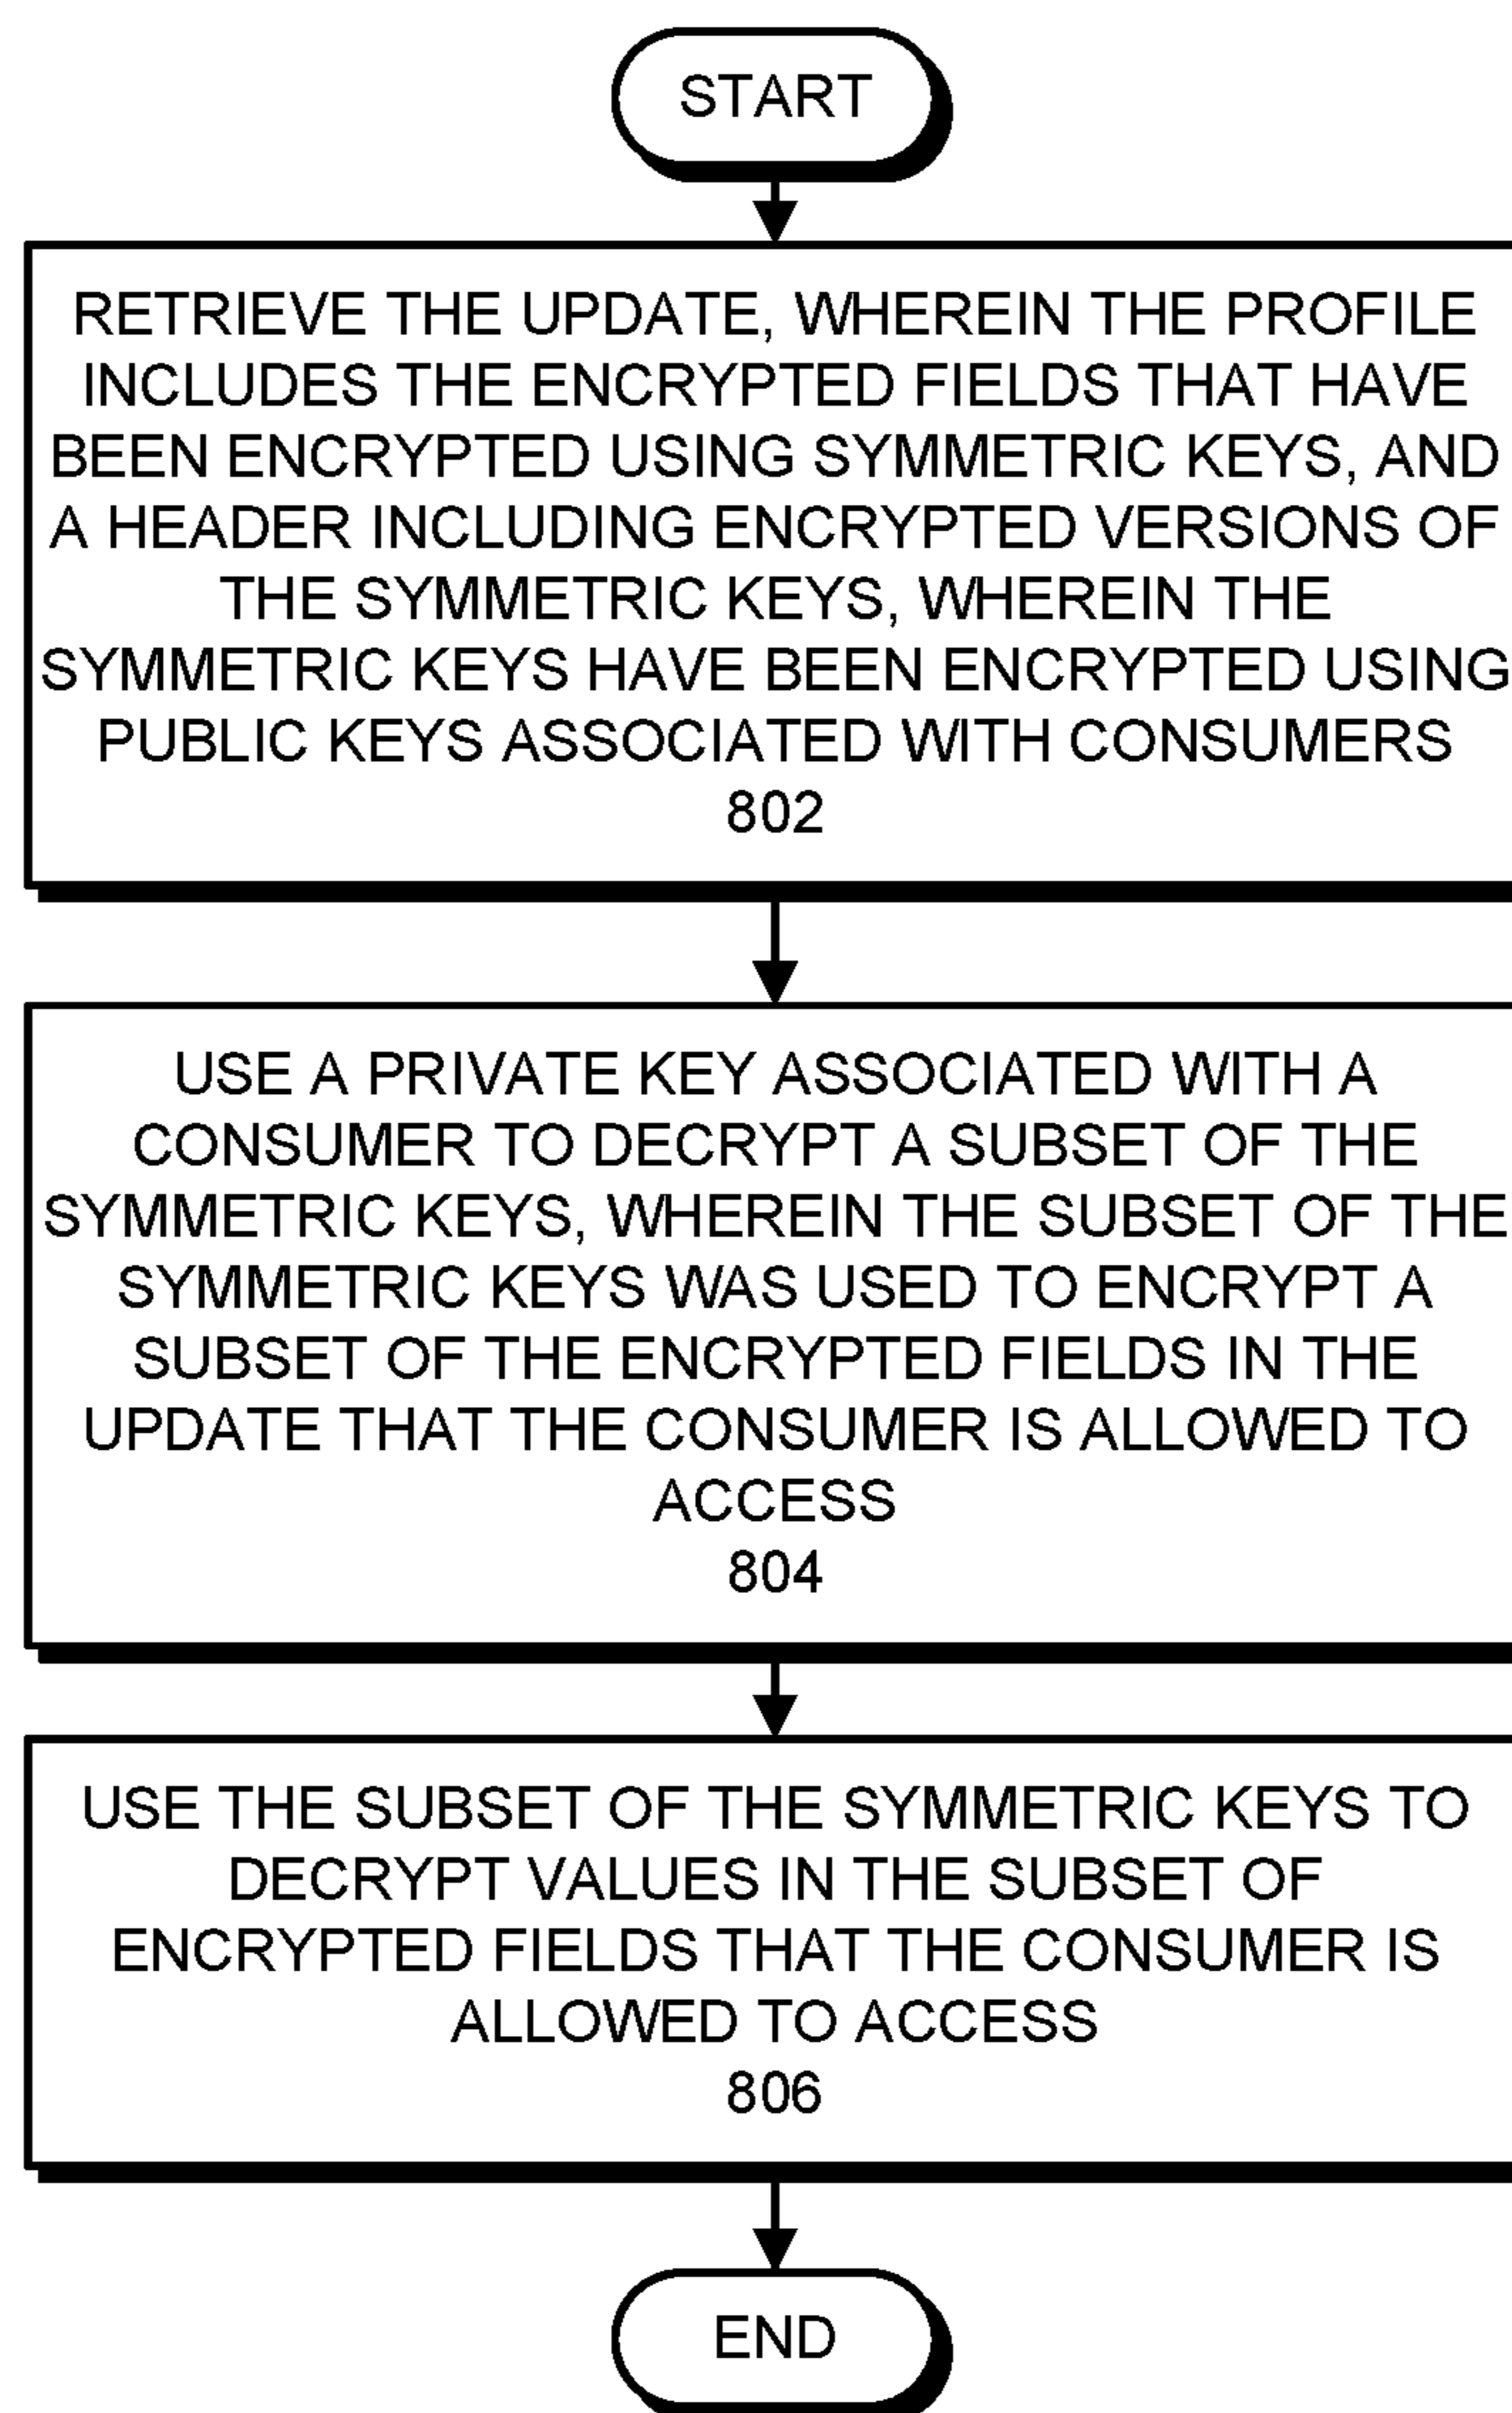 START
RETRIEVE THE UPDATE, WHEREIN THE PROFILE
INCLUDES THE ENCRYPTED FIELDS THAT HAVE
BEEN ENCRYPTED USING SYMMETRIC KEYS, AND
A HEADER INCLUDING ENCRYPTED VERSIONS OF
THE SYMMETRIC KEYS, WHEREIN THE
SYMMETRIC KEYS HAVE BEEN ENCRYPTED USING
PUBLIC KEYS ASSOCIATED WITH CONSUMERS
802
USE A PRIVATE KEY ASSOCIATED WITH A
CONSUMER TO DECRYPT A SUBSET OF THE
SYMMETRIC KEYS, WHEREIN THE SUBSET OF THE
SYMMETRIC KEYS WAS USED TO ENCRYPT A
SUBSET OF THE ENCRYPTED FIELDS IN THE
UPDATE THAT THE CONSUMER IS ALLOWED TO
ACCESS
804
USE THE SUBSET OF THE SYMMETRIC KEYS TO
DECRYPT VALUES IN THE SUBSET OF
ENCRYPTED FIELDS THAT THE CONSUMER IS
ALLOWED TO ACCESS
806
END